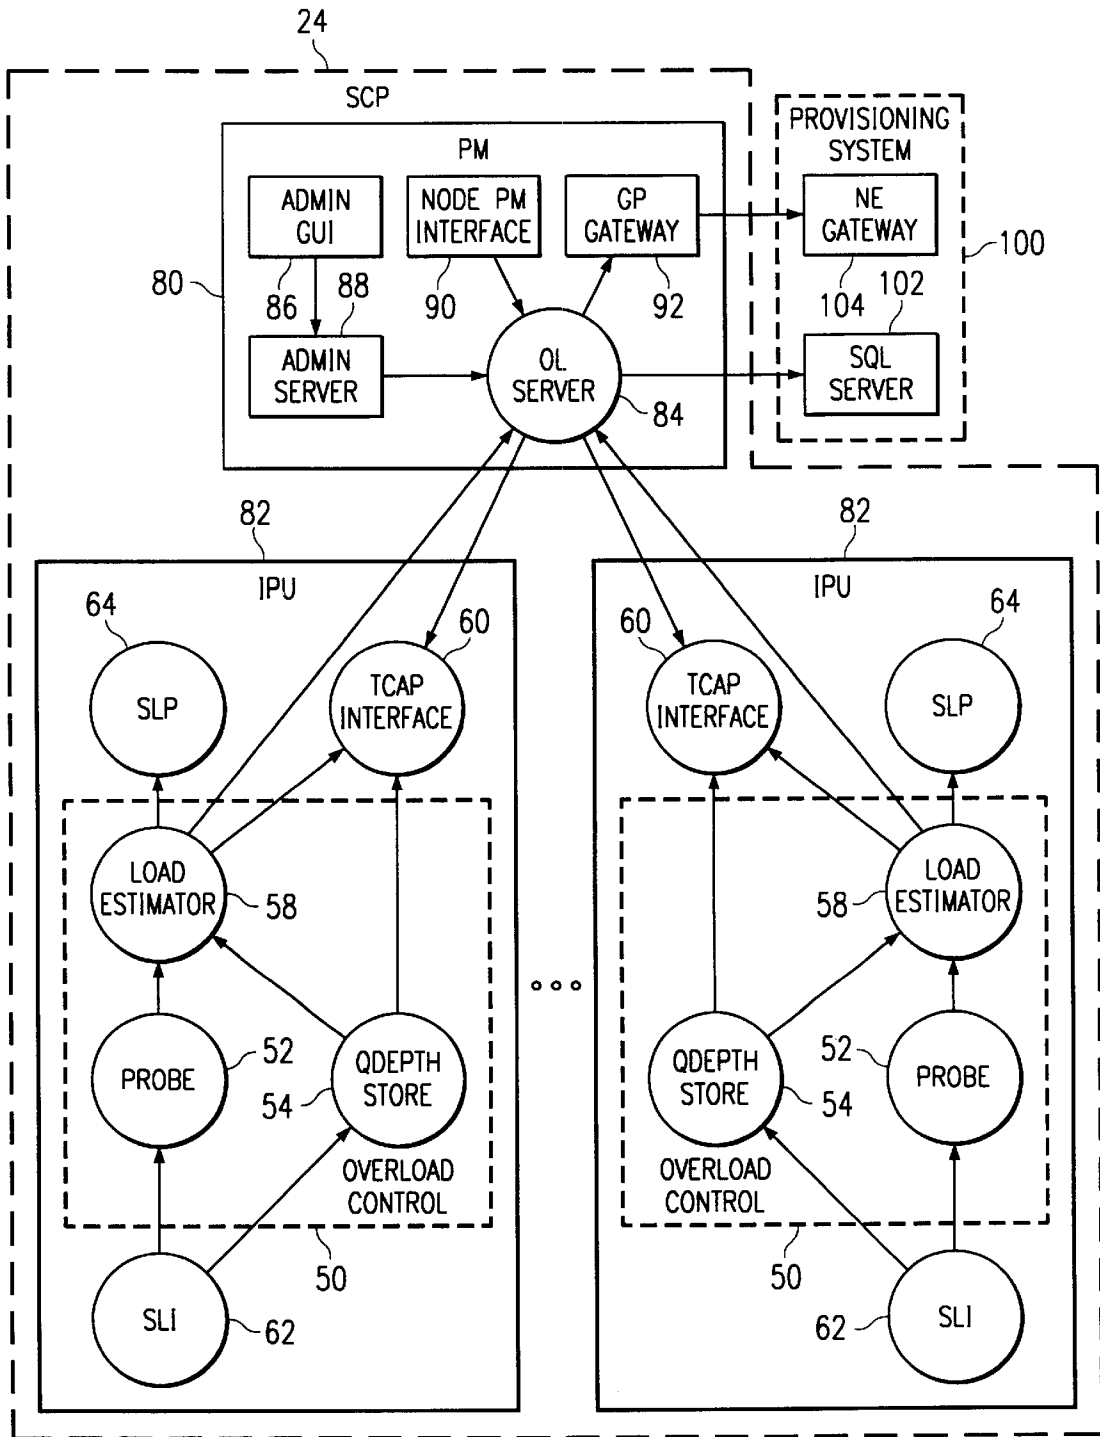 24
SCP
PM
ADMIN
GUI
NODE PM
INTERFACE
GP
GATEWAY
PROVISIONING
SYSTEM
NE
GATEWAY
100
80
86
88
90
92
104
102
ADMIN
SERVER
OL
SERVER
SQL
SERVER
84
82
IPU
64
60
SLP
TCAP
INTERFACE
LOAD
ESTIMATOR
58
PROBE
52
QDEPTH
STORE
54
OVERLOAD
CONTROL
50
SLI
62
82
IPU
60
64
TCAP
INTERFACE
SLP
LOAD
ESTIMATOR
58
QDEPTH
STORE
54
52
PROBE
OVERLOAD
CONTROL
50
62
SLI